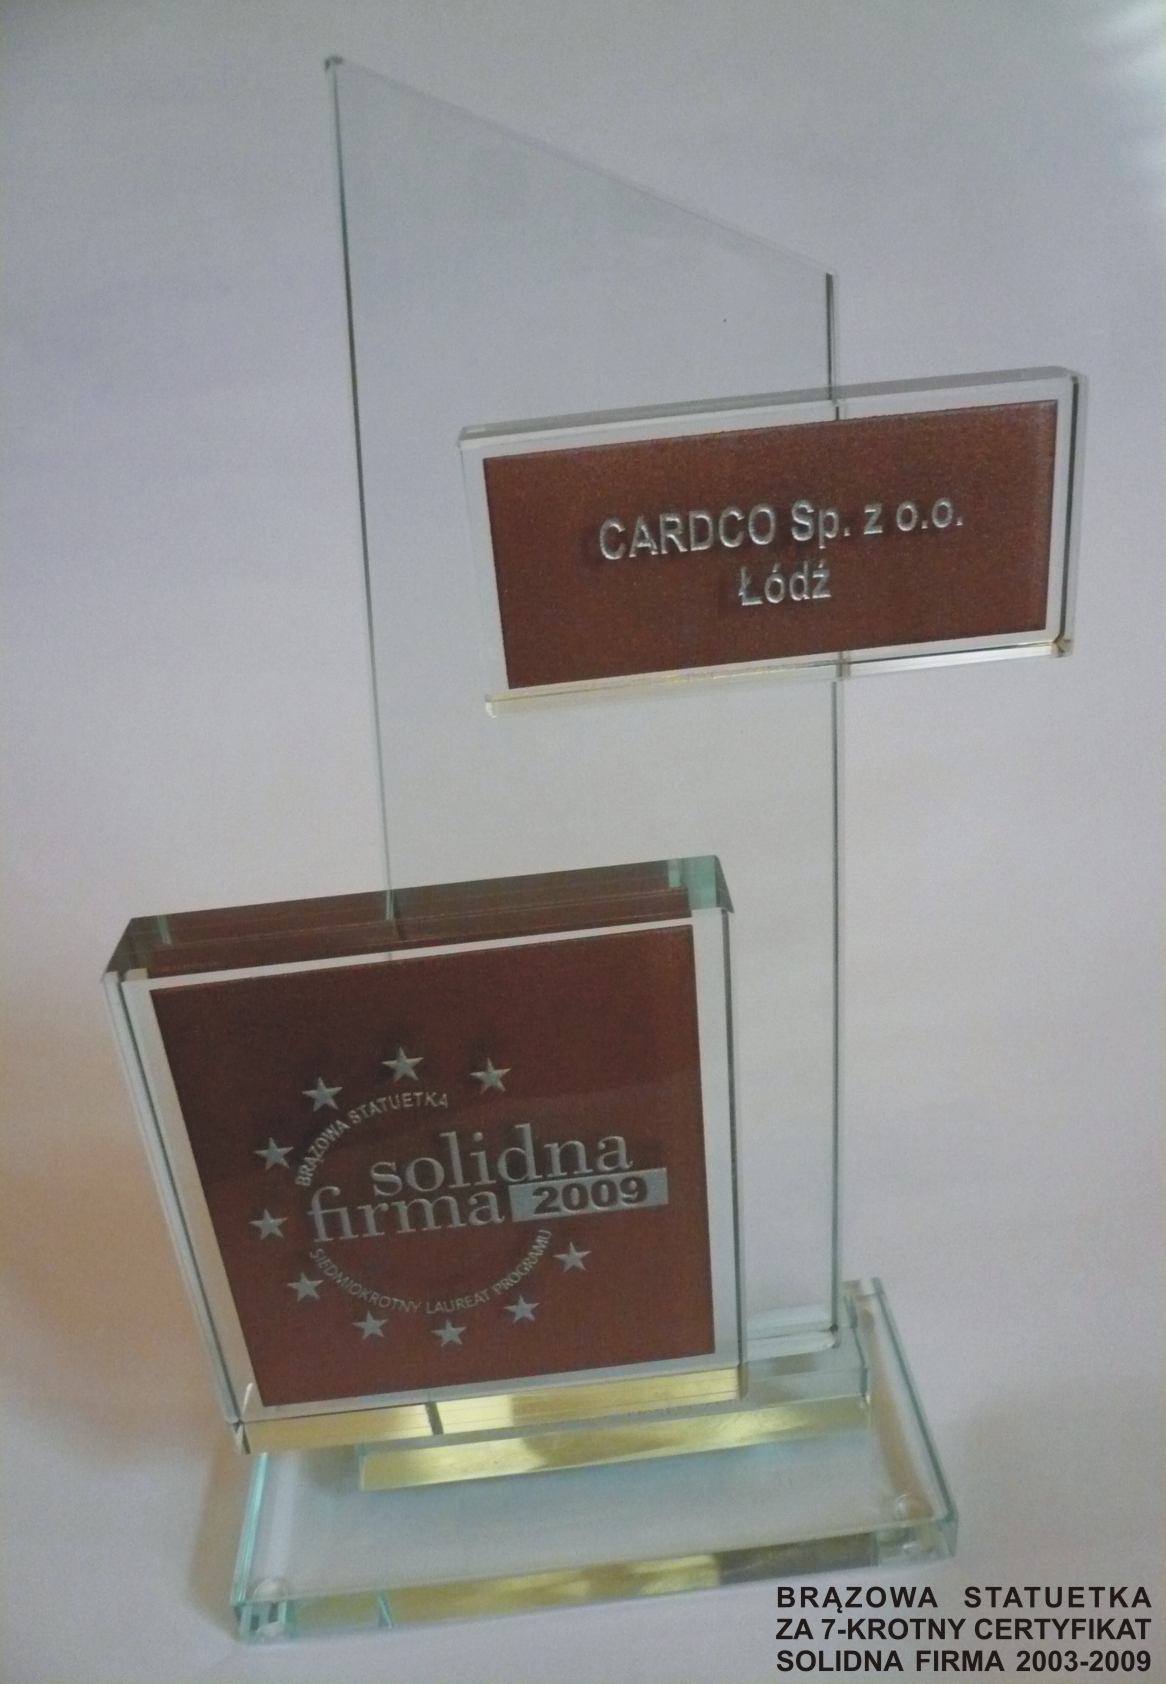 CARDCO Sp. z o.o.
Łódź
BRĄZOWA STATUETKA
solidna
firma 2009
SIEDMIOKROTNY LAUREAT PROGRAMU
BRĄZOWA STATUETKA
ZA 7-KROTNY CERTYFIKAT
SOLIDNA FIRMA 2003-2009